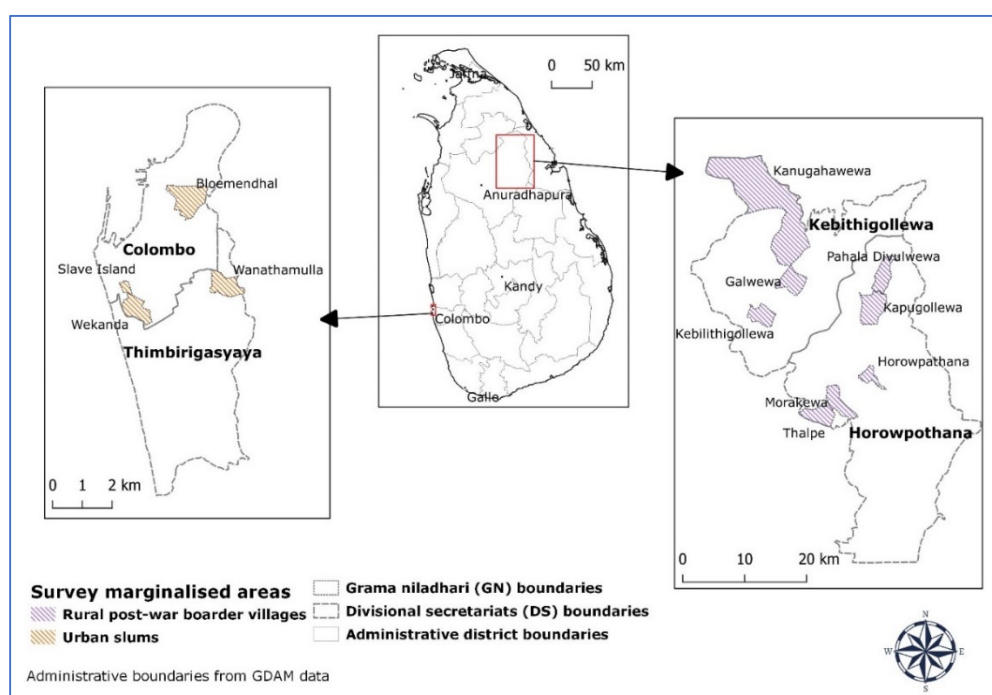 Bloemendhal
Colombo
Slave Island
Wanathamulla
Wekanda
Thimbirigasyaya
0 1 2 km
0 50 km
Jaffna
Anuradhapura
Kandy
Colombo
Galle
Kanugahawewa
Kebithigollewa
Pahala Divulwewa
Galwewa
Kapugollewa
Kebilithigollewa
Horowpathana
Morakewa
Thalpe
Horowpothana
0 10 20 km
Survey marginalised areas
Rural post-war boarder villages
Urban slums
Grama niladhari (GN) boundaries
Divisional secretariats (DS) boundaries
Administrative district boundaries
Administrative boundaries from GDAM data
N
W E
S